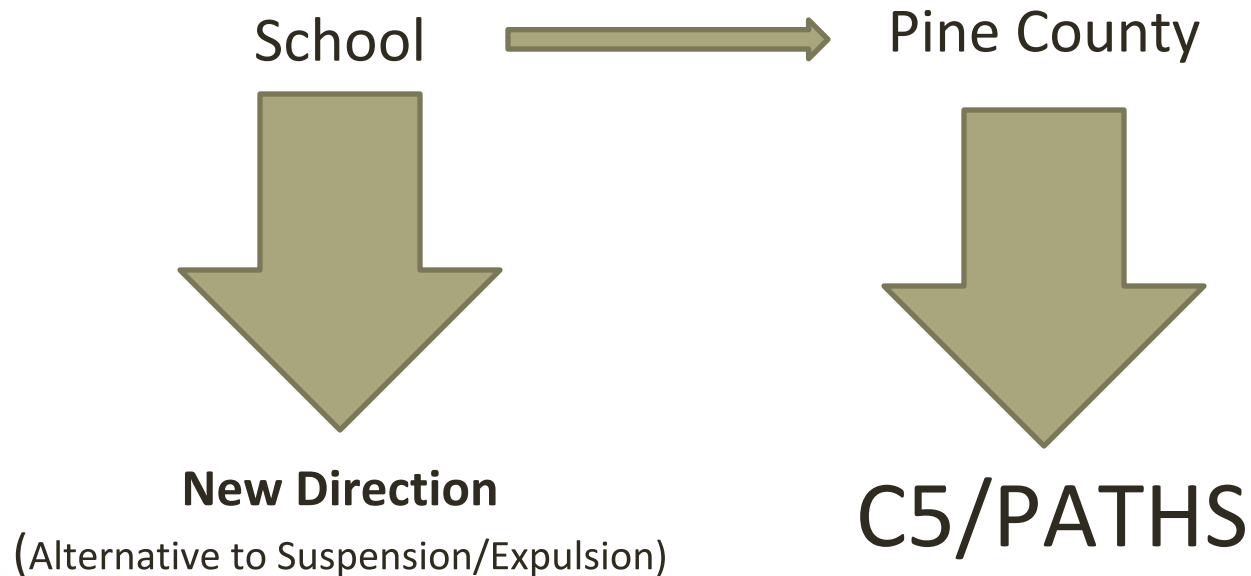 School
Pine County
New Direction
(Alternative to Suspension/Expulsion)
C5/PATHS